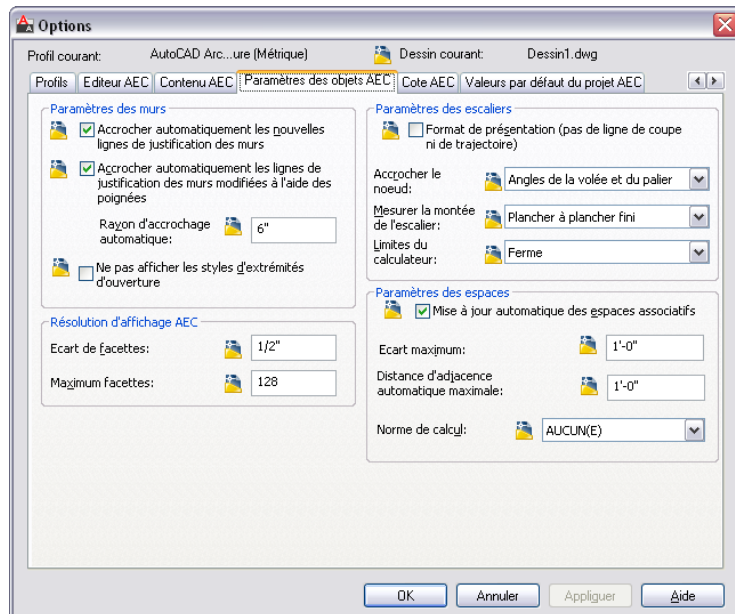 Options
Profil courant: AutoCAD Arc...ure (Métrique) Dessin courant: Dessin1.dwg
Profils Editeur AEC Contenu AEC Paramètres des objets AEC Cote AEC Valeurs par défaut du projet AEC
Paramètres des murs
Accrocher automatiquement les nouvelles
lignes de justification des murs
Accrocher automatiquement les lignes de
justification des murs modifiées à l'aide des
poignées
Rayon d'accrochage
automatique:
6"
Ne pas afficher les styles d'extrémités
d'ouverture
Résolution d'affichage AEC
Ecart de facettes: 1/2"
Maximum facettes: 128
Paramètres des escaliers
Format de présentation (pas de ligne de coupe
ni de trajectoire)
Accrocher le
noeud:
Angles de la volée et du palier
Mesurer la montée
de l'escalier:
Plancher à plancher fini
Limites du
calculateur:
Ferme
Paramètres des espaces
Mise à jour automatique des espaces associatifs
Ecart maximum: 1'-0"
Distance d'adjacence
automatique maximale:
1'-0"
Norme de calcul: AUCUN(E)
OK Annuler Appliquer Aide